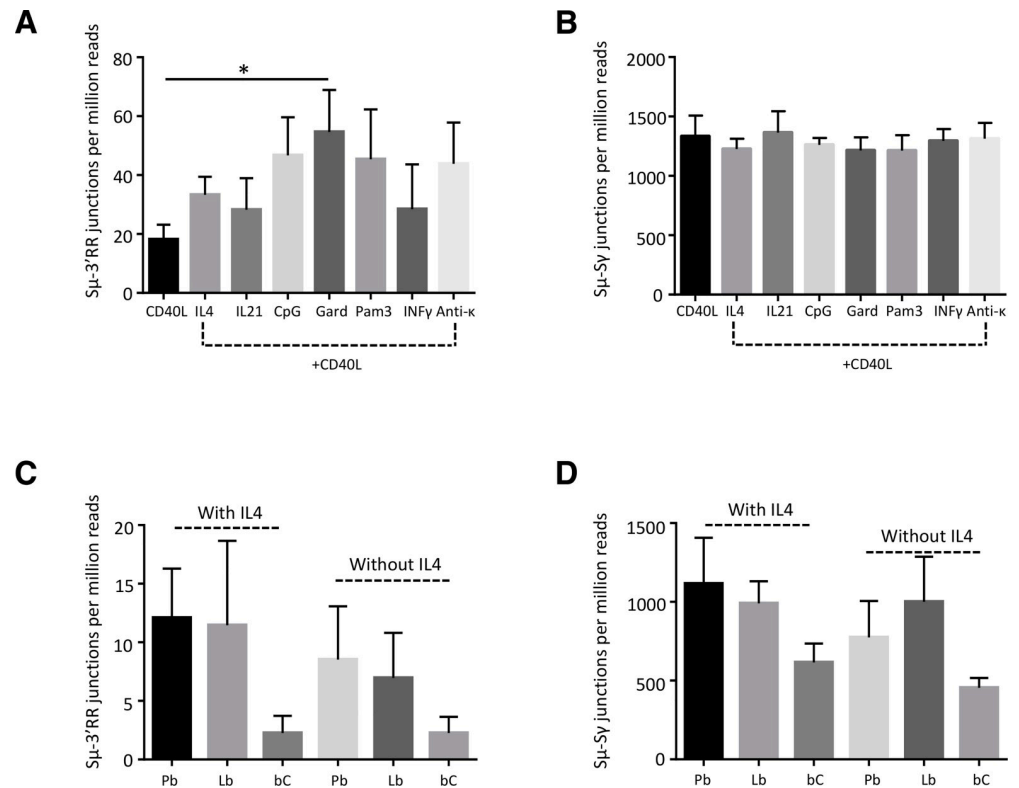 A
Sμ-3'RR junctions per million reads
80
60
40
20
0
*
CD40L IL4 IL21 CpG Gard Pam3 INFγ Anti-κ
+CD40L
B
Sμ-Sγ junctions per million reads
2000
1500
1000
500
0
CD40L IL4 IL21 CpG Gard Pam3 INFγ Anti-κ
+CD40L
C
Sμ-3'RR junctions per million reads
20
15
10
5
0
With IL4
Without IL4
Pb Lb bC Pb Lb bC
D
Sμ-Sγ junctions per million reads
1500
1000
500
0
With IL4
Without IL4
Pb Lb bC Pb Lb bC